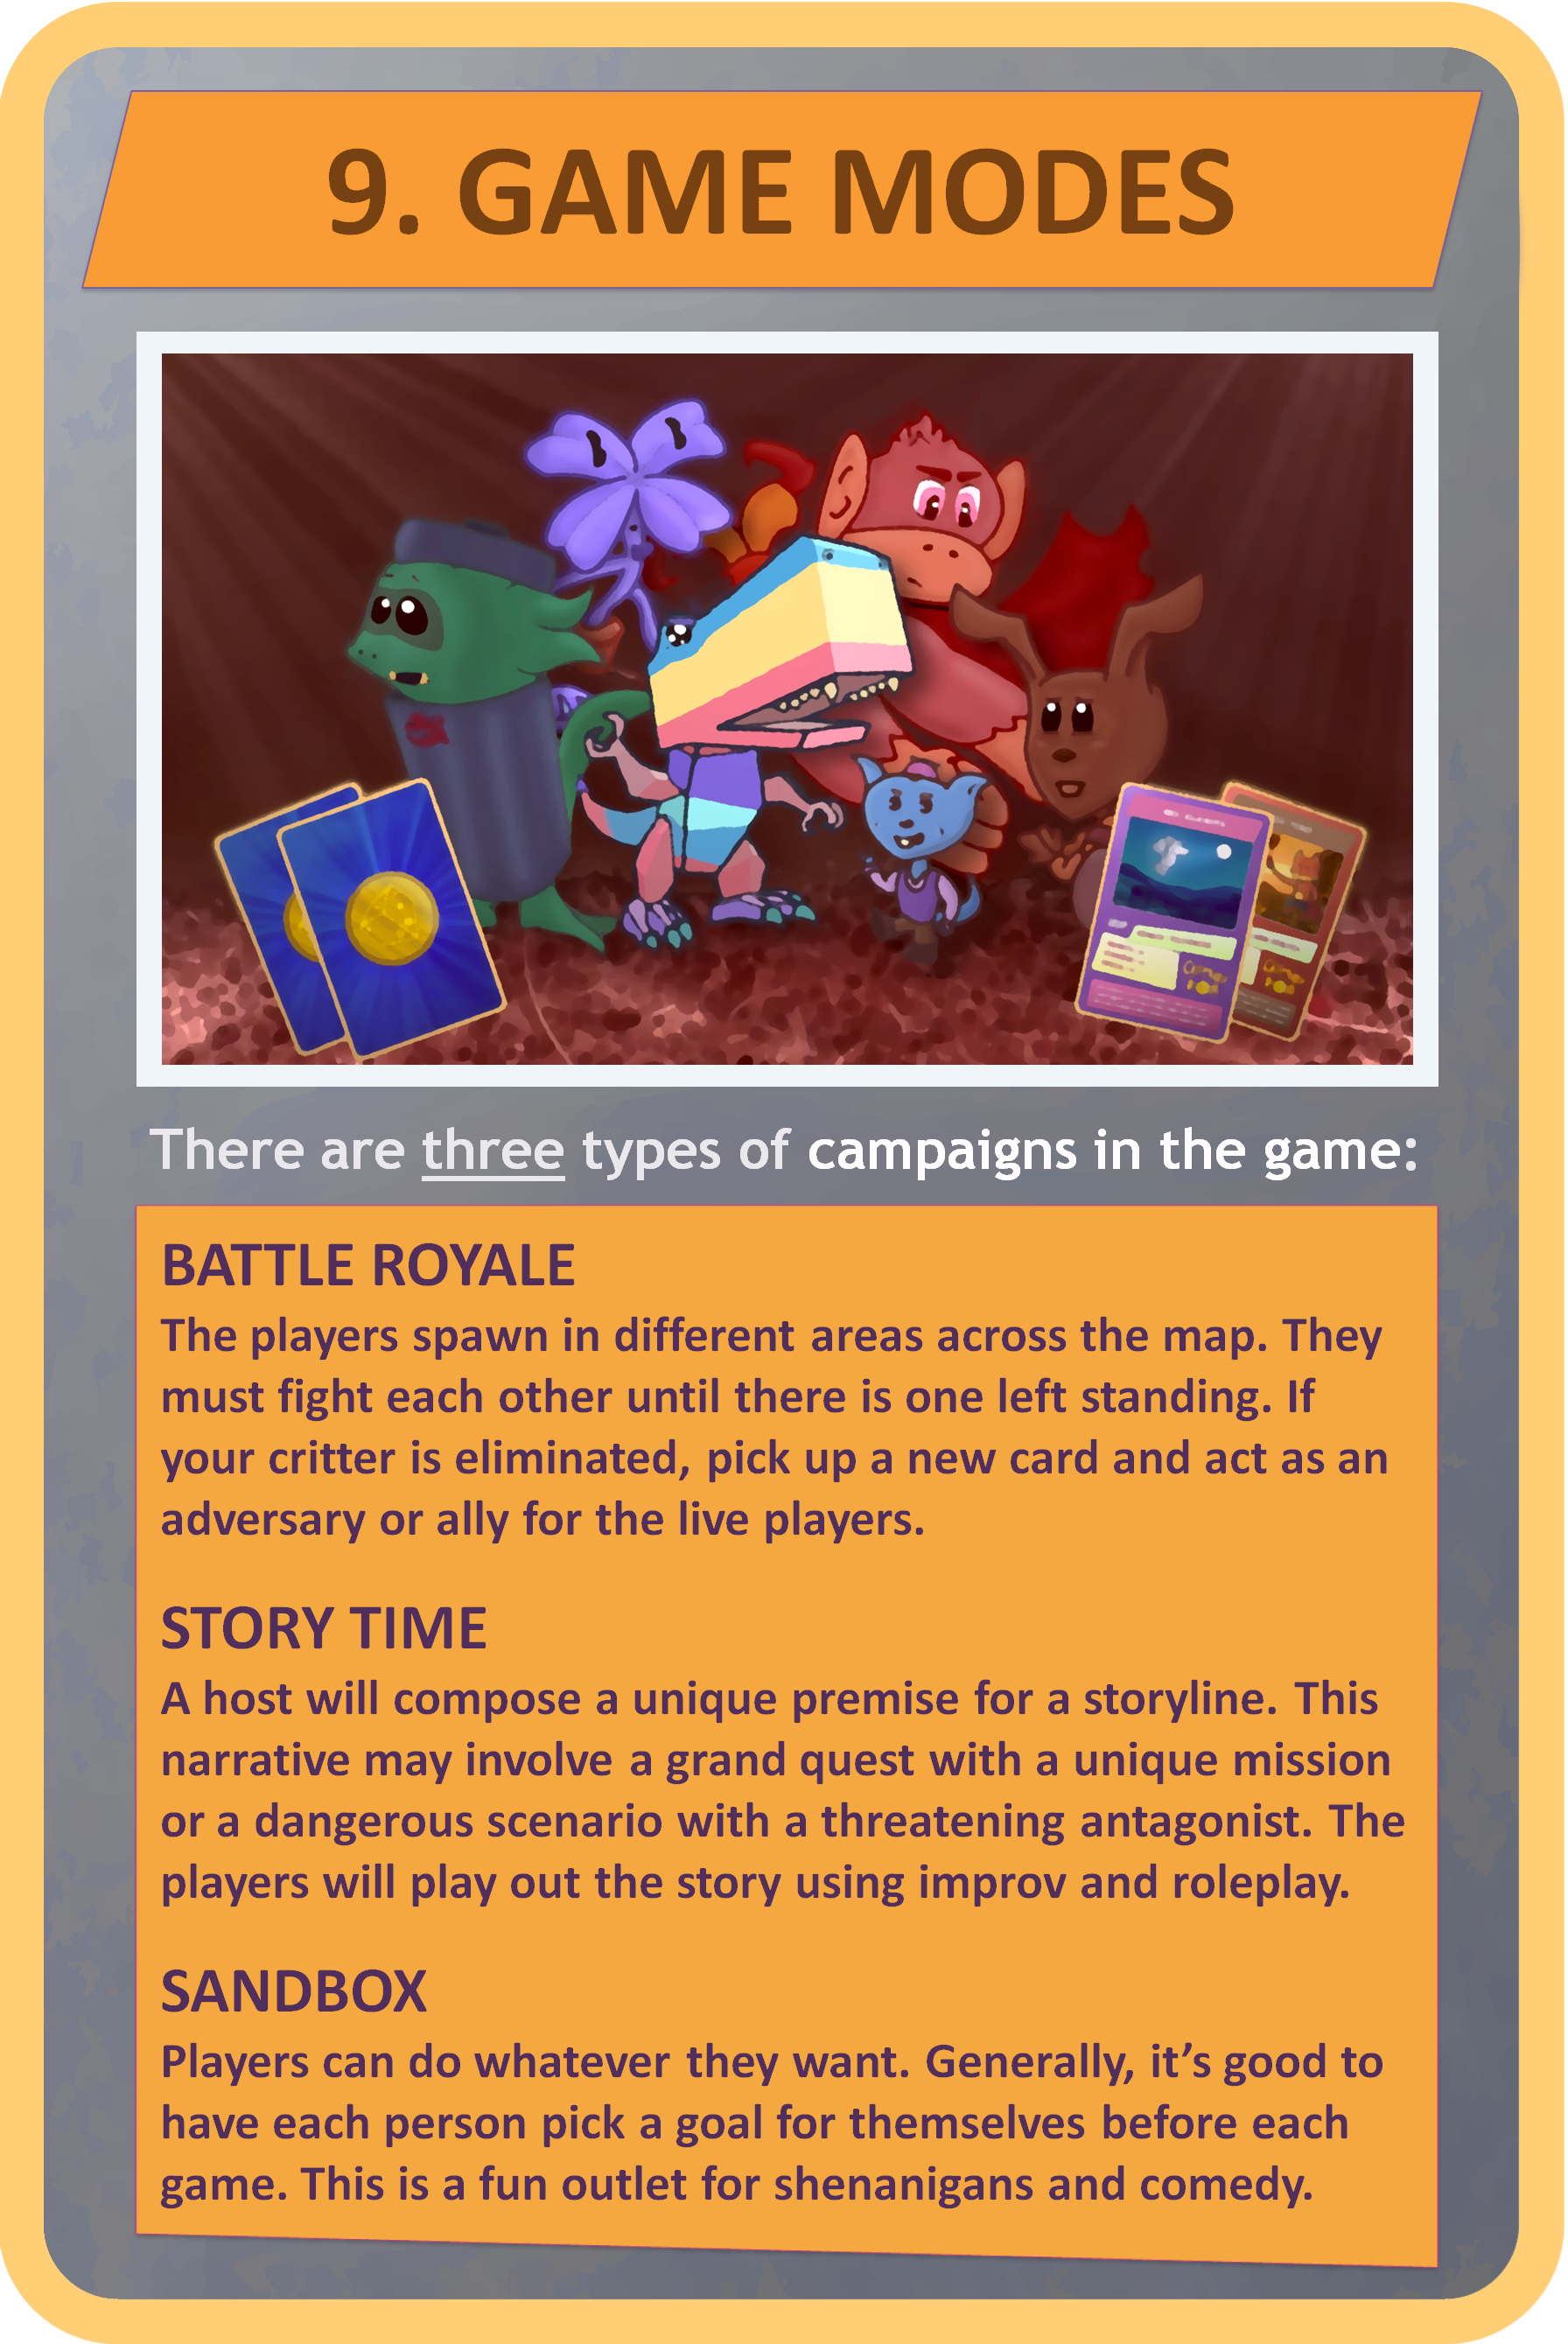 9. GAME MODES
There are three types of campaigns in the game:
BATTLE ROYALE
The players spawn in different areas across the map. They
must fight each other until there is one left standing. If
your critter is eliminated, pick up a new card and act as an
adversary or ally for the live players.
STORY TIME
A host will compose a unique premise for a storyline. This
narrative may involve a grand quest with a unique mission
or a dangerous scenario with a threatening antagonist. The
players will play out the story using improv and roleplay.
SANDBOX
Players can do whatever they want. Generally, it’s good to
have each person pick a goal for themselves before each
game. This is a fun outlet for shenanigans and comedy.